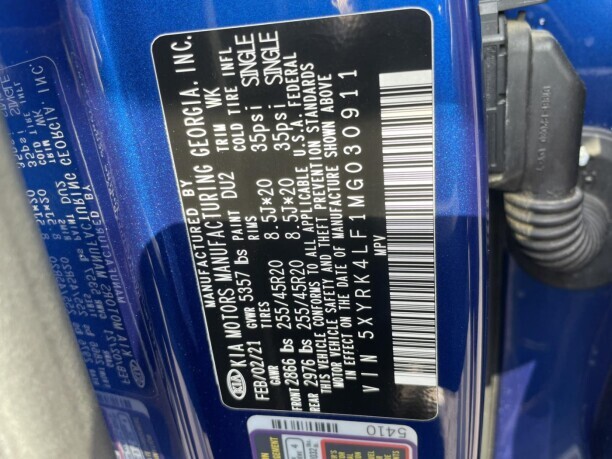 KIA
MANUFACTURED BY
KIA MOTORS MANUFACTURING GEORGIA, INC.
FEB/02/21 GVWR 5357 lbs PAINT DU2 TRIM WK
GAWR TIRES RIMS COLD TIRE INFL
FRONT 2866 lbs 255/45R20 8.5J*20 35psi SINGLE
REAR 2976 lbs 255/45R20 8.5J*20 35psi SINGLE
THIS VEHICLE CONFORMS TO ALL APPLICABLE U.S.A. FEDERAL
MOTOR VEHICLE SAFETY AND THEFT PREVENTION STANDARDS
IN EFFECT ON THE DATE OF MANUFACTURE SHOWN ABOVE
VIN 5XYRK4LF1MG030911
MPV
5410